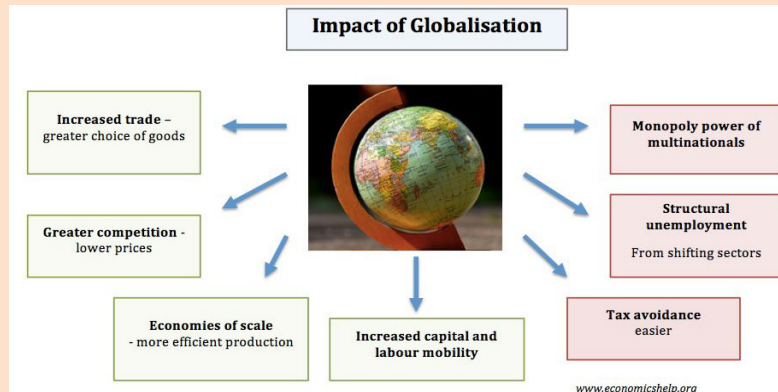 Impact of Globalisation
Increased trade –
greater choice of goods
Greater competition -
lower prices
Economies of scale
- more efficient production
Increased capital and
labour mobility
Monopoly power of
multinationals
Structural
unemployment
From shifting sectors
Tax avoidance
easier
www.economicshelp.org